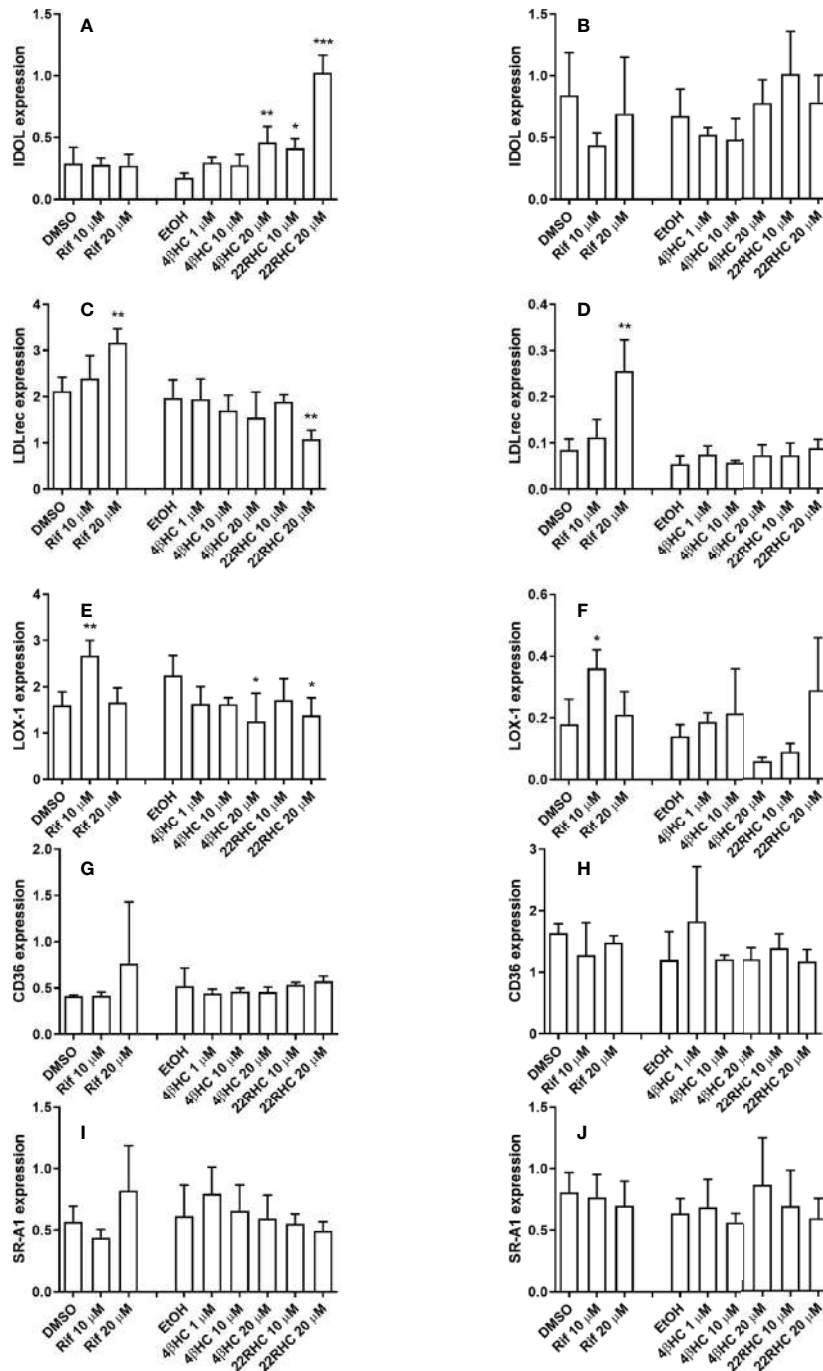 A
IDOL expression
1.5
1.0
0.5
0.0
**
*
***
DMSO
Rif 10 μM
Rif 20 μM
EtOH
4βHC 1 μM
4βHC 10 μM
4βHC 20 μM
22RHC 10 μM
22RHC 20 μM
B
IDOL expression
1.5
1.0
0.5
0.0
DMSO
Rif 10 μM
Rif 20 μM
EtOH
4βHC 1 μM
4βHC 10 μM
4βHC 20 μM
22RHC 10 μM
22RHC 20 μM
C
LDLrec expression
4
3
2
1
0
**
**
DMSO
Rif 10 μM
Rif 20 μM
EtOH
4βHC 1 μM
4βHC 10 μM
4βHC 20 μM
22RHC 10 μM
22RHC 20 μM
D
LDLrec expression
0.4
0.3
0.2
0.1
0.0
**
DMSO
Rif 10 μM
Rif 20 μM
EtOH
4βHC 1 μM
4βHC 10 μM
4βHC 20 μM
22RHC 10 μM
22RHC 20 μM
E
LOX-1 expression
4
3
2
1
0
**
*
*
DMSO
Rif 10 μM
Rif 20 μM
EtOH
4βHC 1 μM
4βHC 10 μM
4βHC 20 μM
22RHC 10 μM
22RHC 20 μM
F
LOX-1 expression
0.6
0.4
0.2
0.0
*
DMSO
Rif 10 μM
Rif 20 μM
EtOH
4βHC 1 μM
4βHC 10 μM
4βHC 20 μM
22RHC 10 μM
22RHC 20 μM
G
CD36 expression
2.0
1.5
1.0
0.5
0.0
DMSO
Rif 10 μM
Rif 20 μM
EtOH
4βHC 1 μM
4βHC 10 μM
4βHC 20 μM
22RHC 10 μM
22RHC 20 μM
H
CD36 expression
3
2
1
0
DMSO
Rif 10 μM
Rif 20 μM
EtOH
4βHC 1 μM
4βHC 10 μM
4βHC 20 μM
22RHC 10 μM
22RHC 20 μM
I
SR-A1 expression
1.5
1.0
0.5
0.0
DMSO
Rif 10 μM
Rif 20 μM
EtOH
4βHC 1 μM
4βHC 10 μM
4βHC 20 μM
22RHC 10 μM
22RHC 20 μM
J
SR-A1 expression
1.5
1.0
0.5
0.0
DMSO
Rif 10 μM
Rif 20 μM
EtOH
4βHC 1 μM
4βHC 10 μM
4βHC 20 μM
22RHC 10 μM
22RHC 20 μM